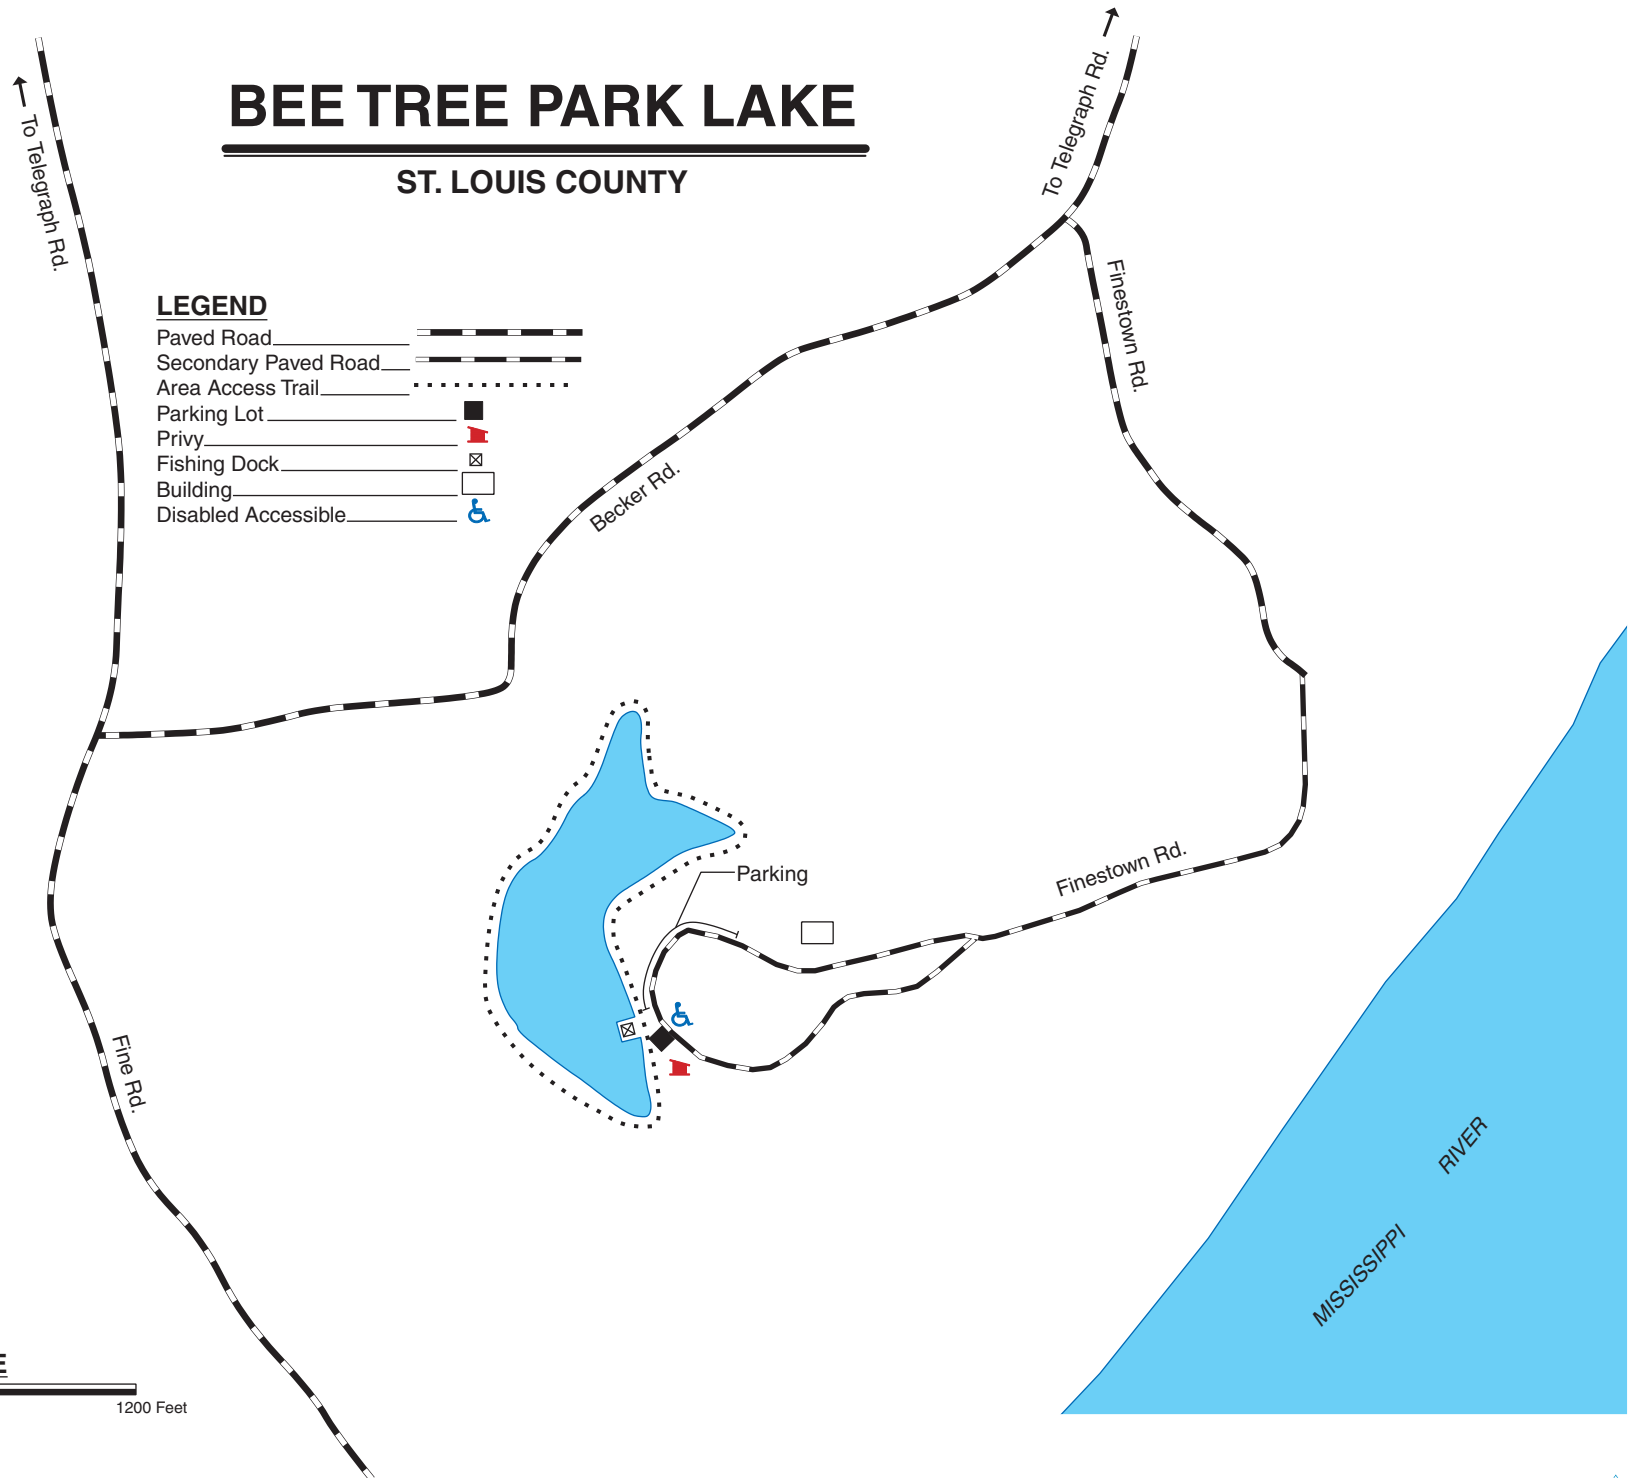 BEE TREE PARK LAKE
ST. LOUIS COUNTY
To Telegraph Rd.
To Telegraph Rd.
LEGEND
Paved Road
Secondary Paved Road
Area Access Trail
Parking Lot
Privy
Fishing Dock
Building
Disabled Accessible
Finestown Rd.
Becker Rd.
Parking
Finestown Rd.
Fine Rd.
MISSISSIPPI RIVER
E
1200 Feet